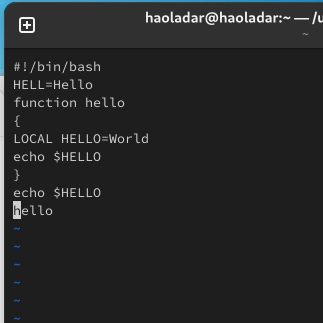 haoladar@haoladar:~ — /u
~
#!/bin/bash
HELL=Hello
function hello
{
LOCAL HELLO=World
echo $HELLO
}
echo $HELLO
hello
~
~
~
~
~
~